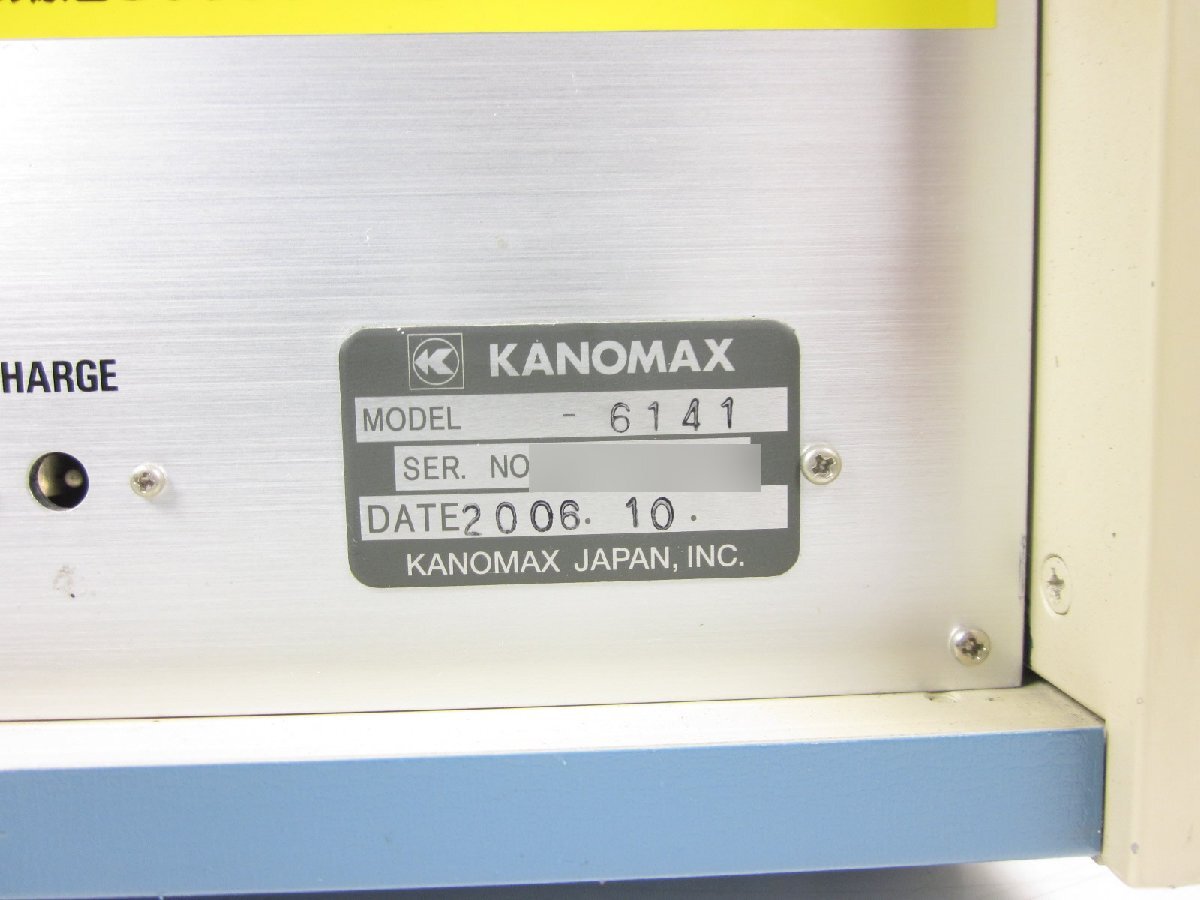 HARGE
KANOMAX
MODEL - 6141
SER. NO
DATE 2006. 10.
KANOMAX JAPAN, INC.